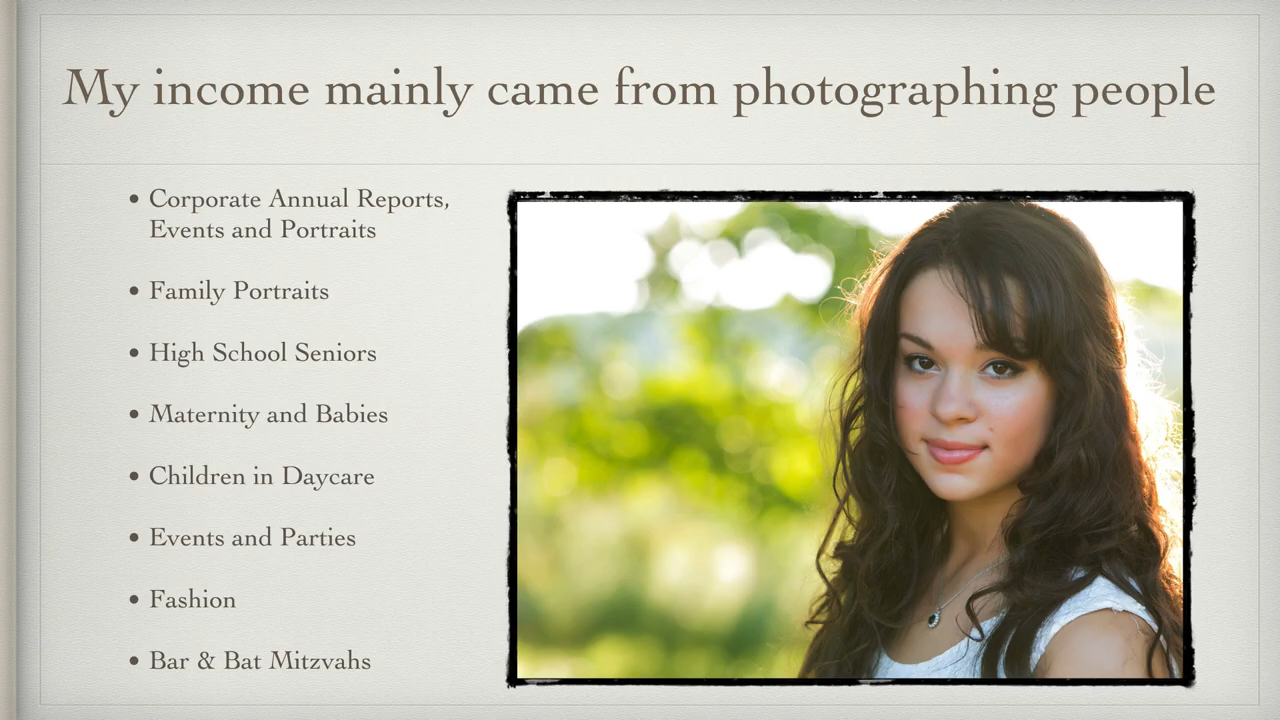 My income mainly came from photographing people
• Corporate Annual Reports,
Events and Portraits
• Family Portraits
• High School Seniors
• Maternity and Babies
• Children in Daycare
• Events and Parties
• Fashion
• Bar & Bat Mitzvahs